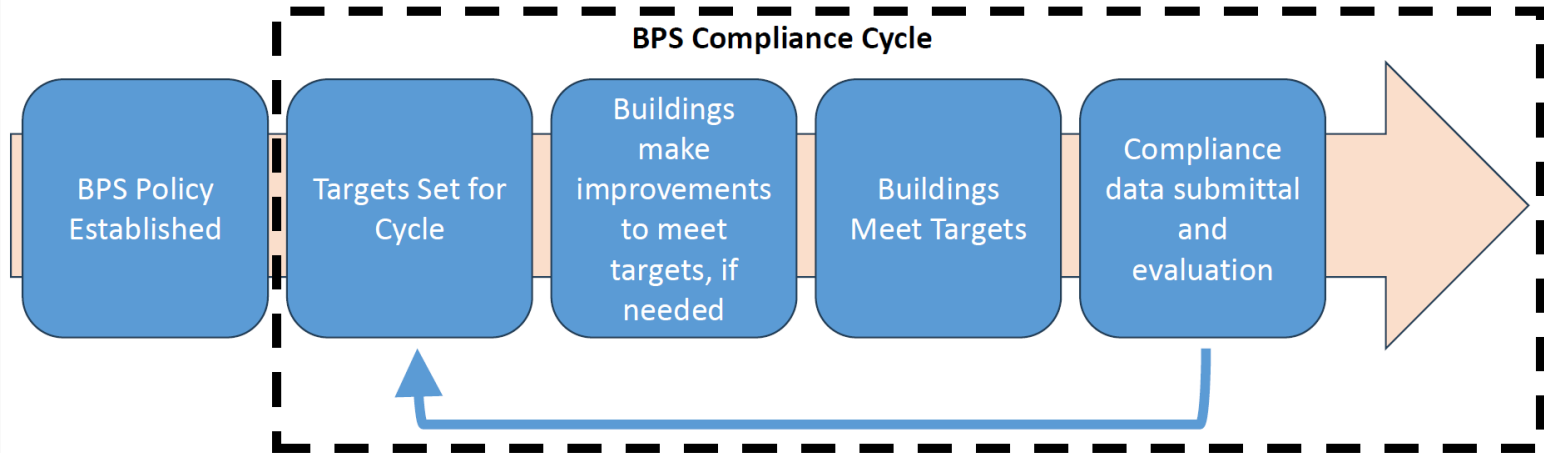 BPS Compliance Cycle
BPS Policy
Established
Targets Set for
Cycle
Buildings
make
improvements
to meet
targets, if
needed
Buildings
Meet Targets
Compliance
data submittal
and
evaluation